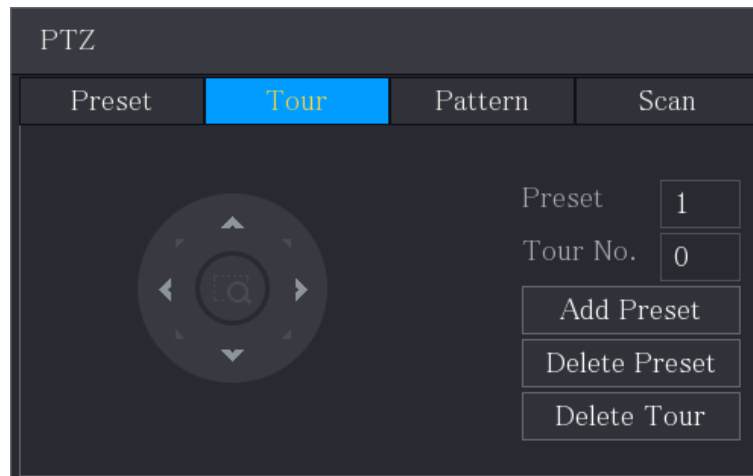 PTZ
Preset Tour Pattern Scan
Preset 1
Tour No. 0
Add Preset
Delete Preset
Delete Tour